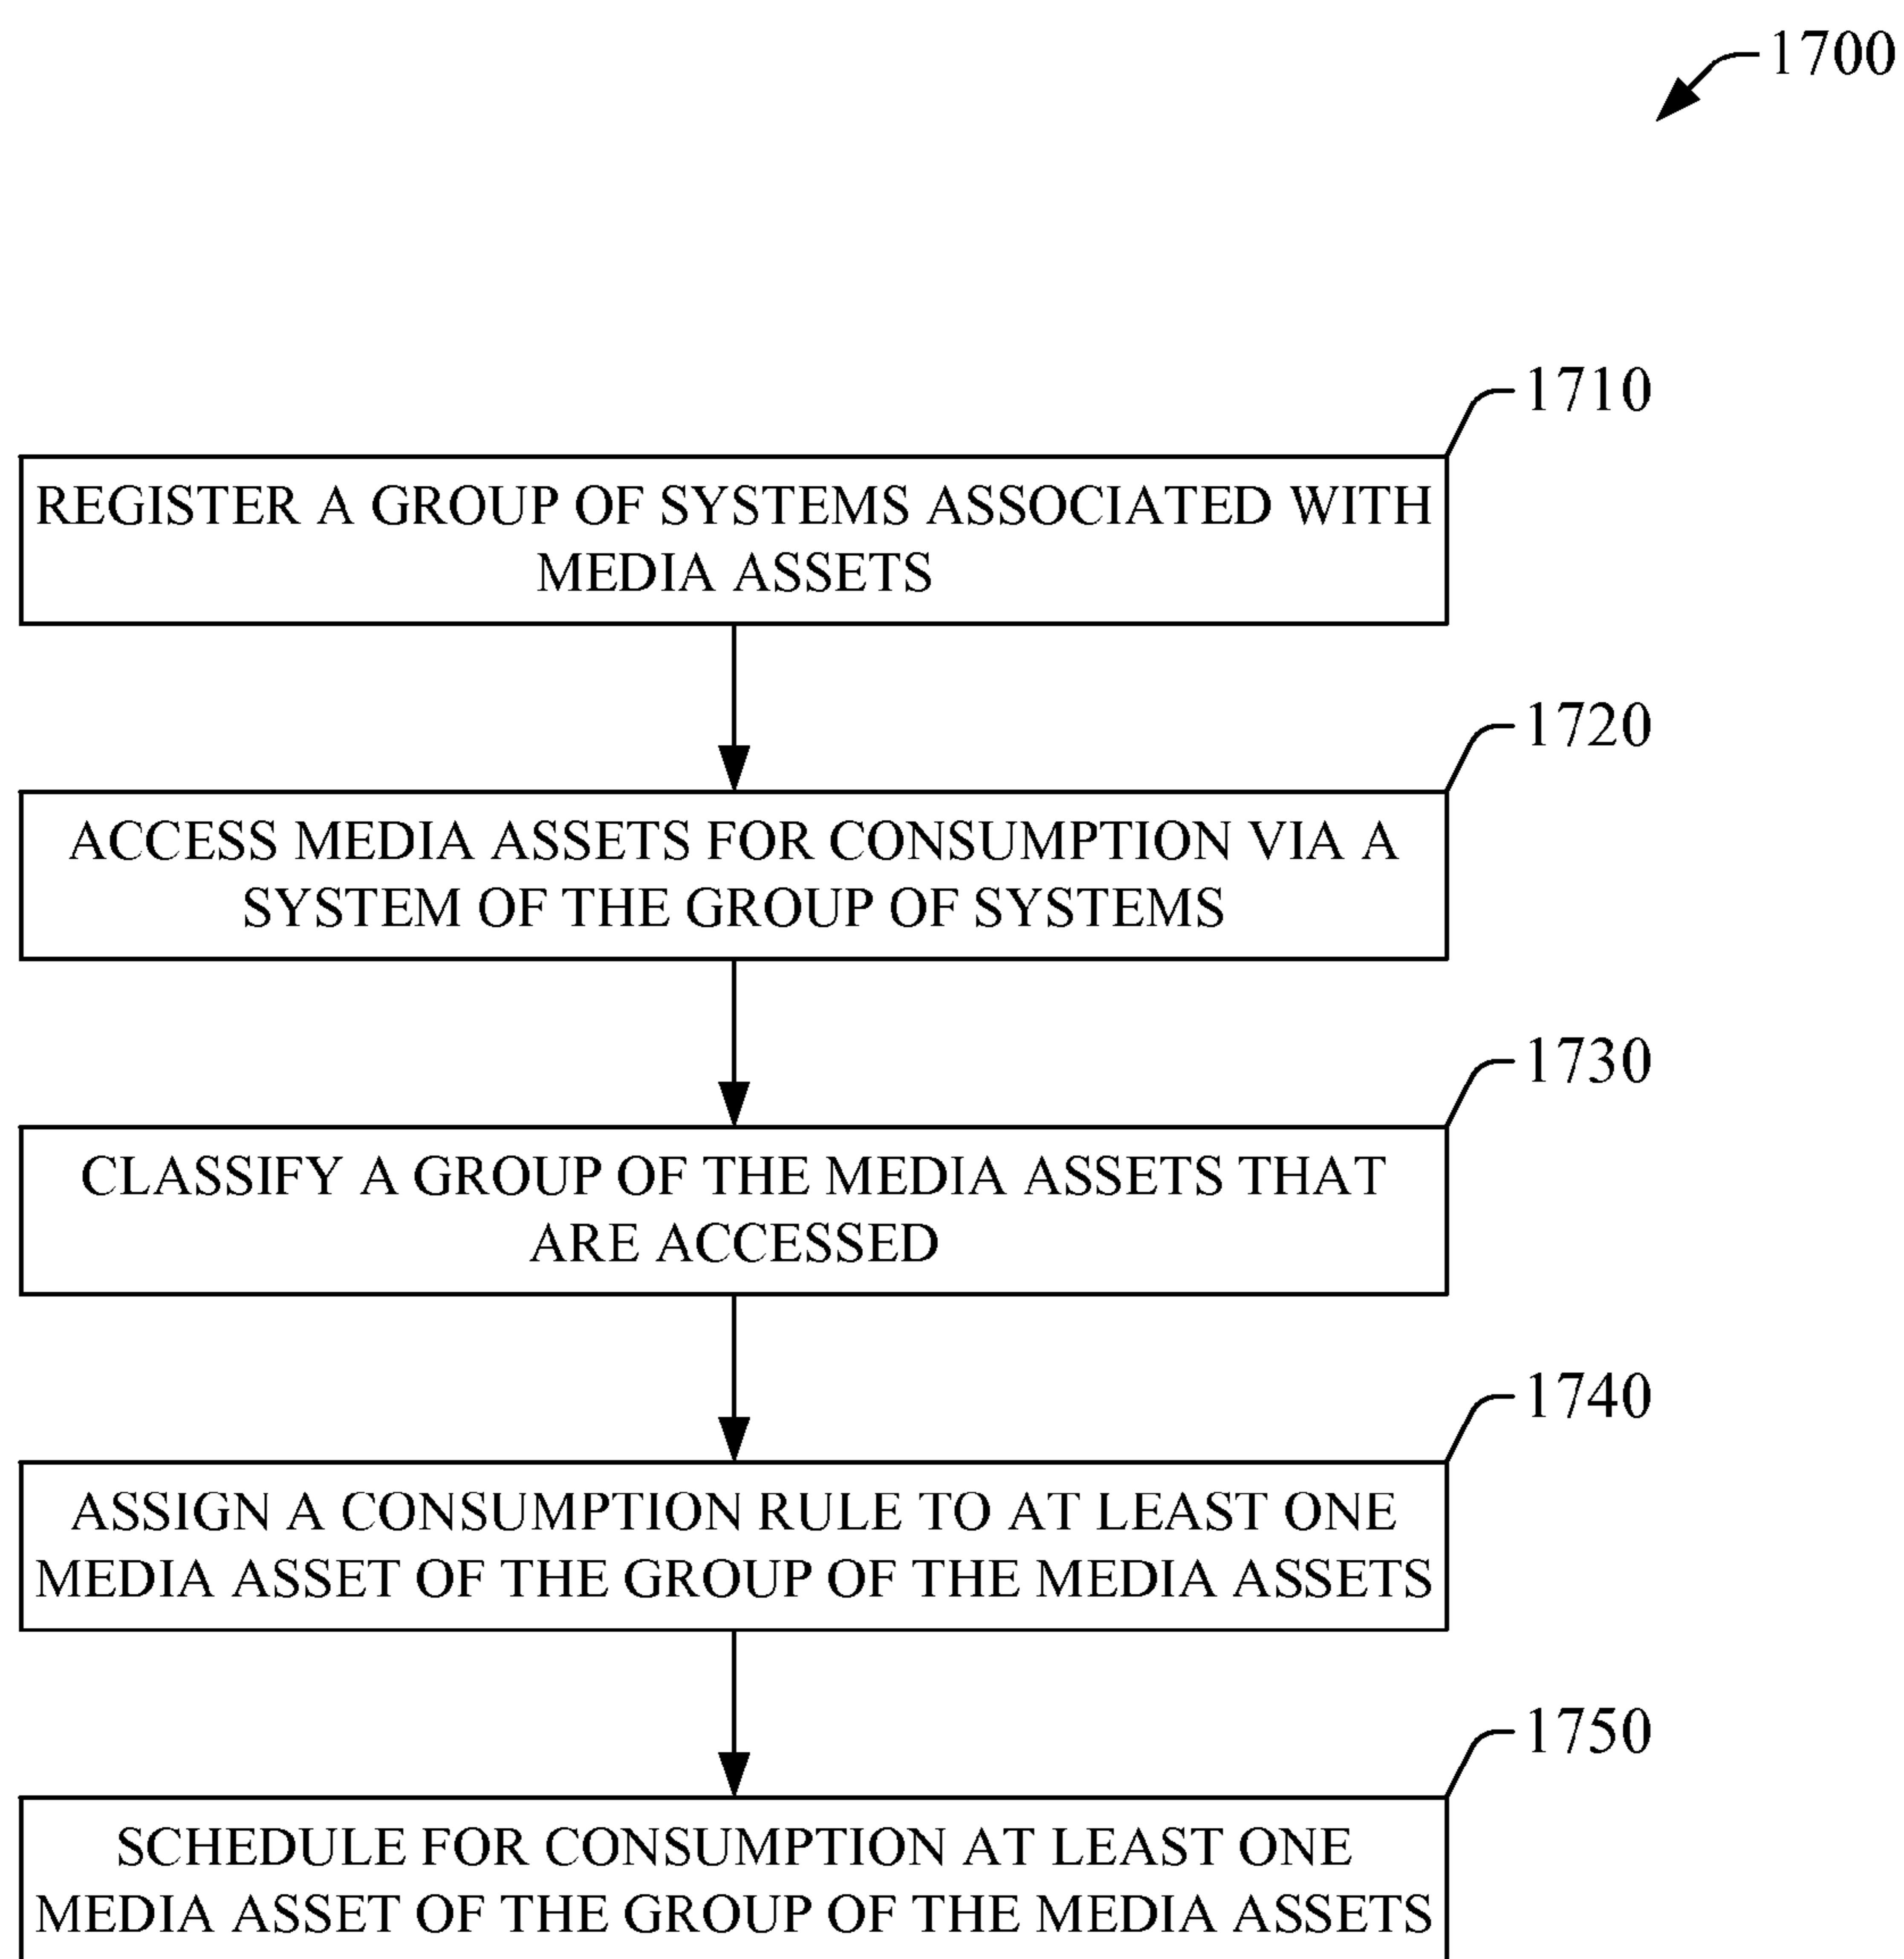 1700
1710
REGISTER A GROUP OF SYSTEMS ASSOCIATED WITH
MEDIA ASSETS
1720
ACCESS MEDIA ASSETS FOR CONSUMPTION VIA A
SYSTEM OF THE GROUP OF SYSTEMS
1730
CLASSIFY A GROUP OF THE MEDIA ASSETS THAT
ARE ACCESSED
1740
ASSIGN A CONSUMPTION RULE TO AT LEAST ONE
MEDIA ASSET OF THE GROUP OF THE MEDIA ASSETS
1750
SCHEDULE FOR CONSUMPTION AT LEAST ONE
MEDIA ASSET OF THE GROUP OF THE MEDIA ASSETS